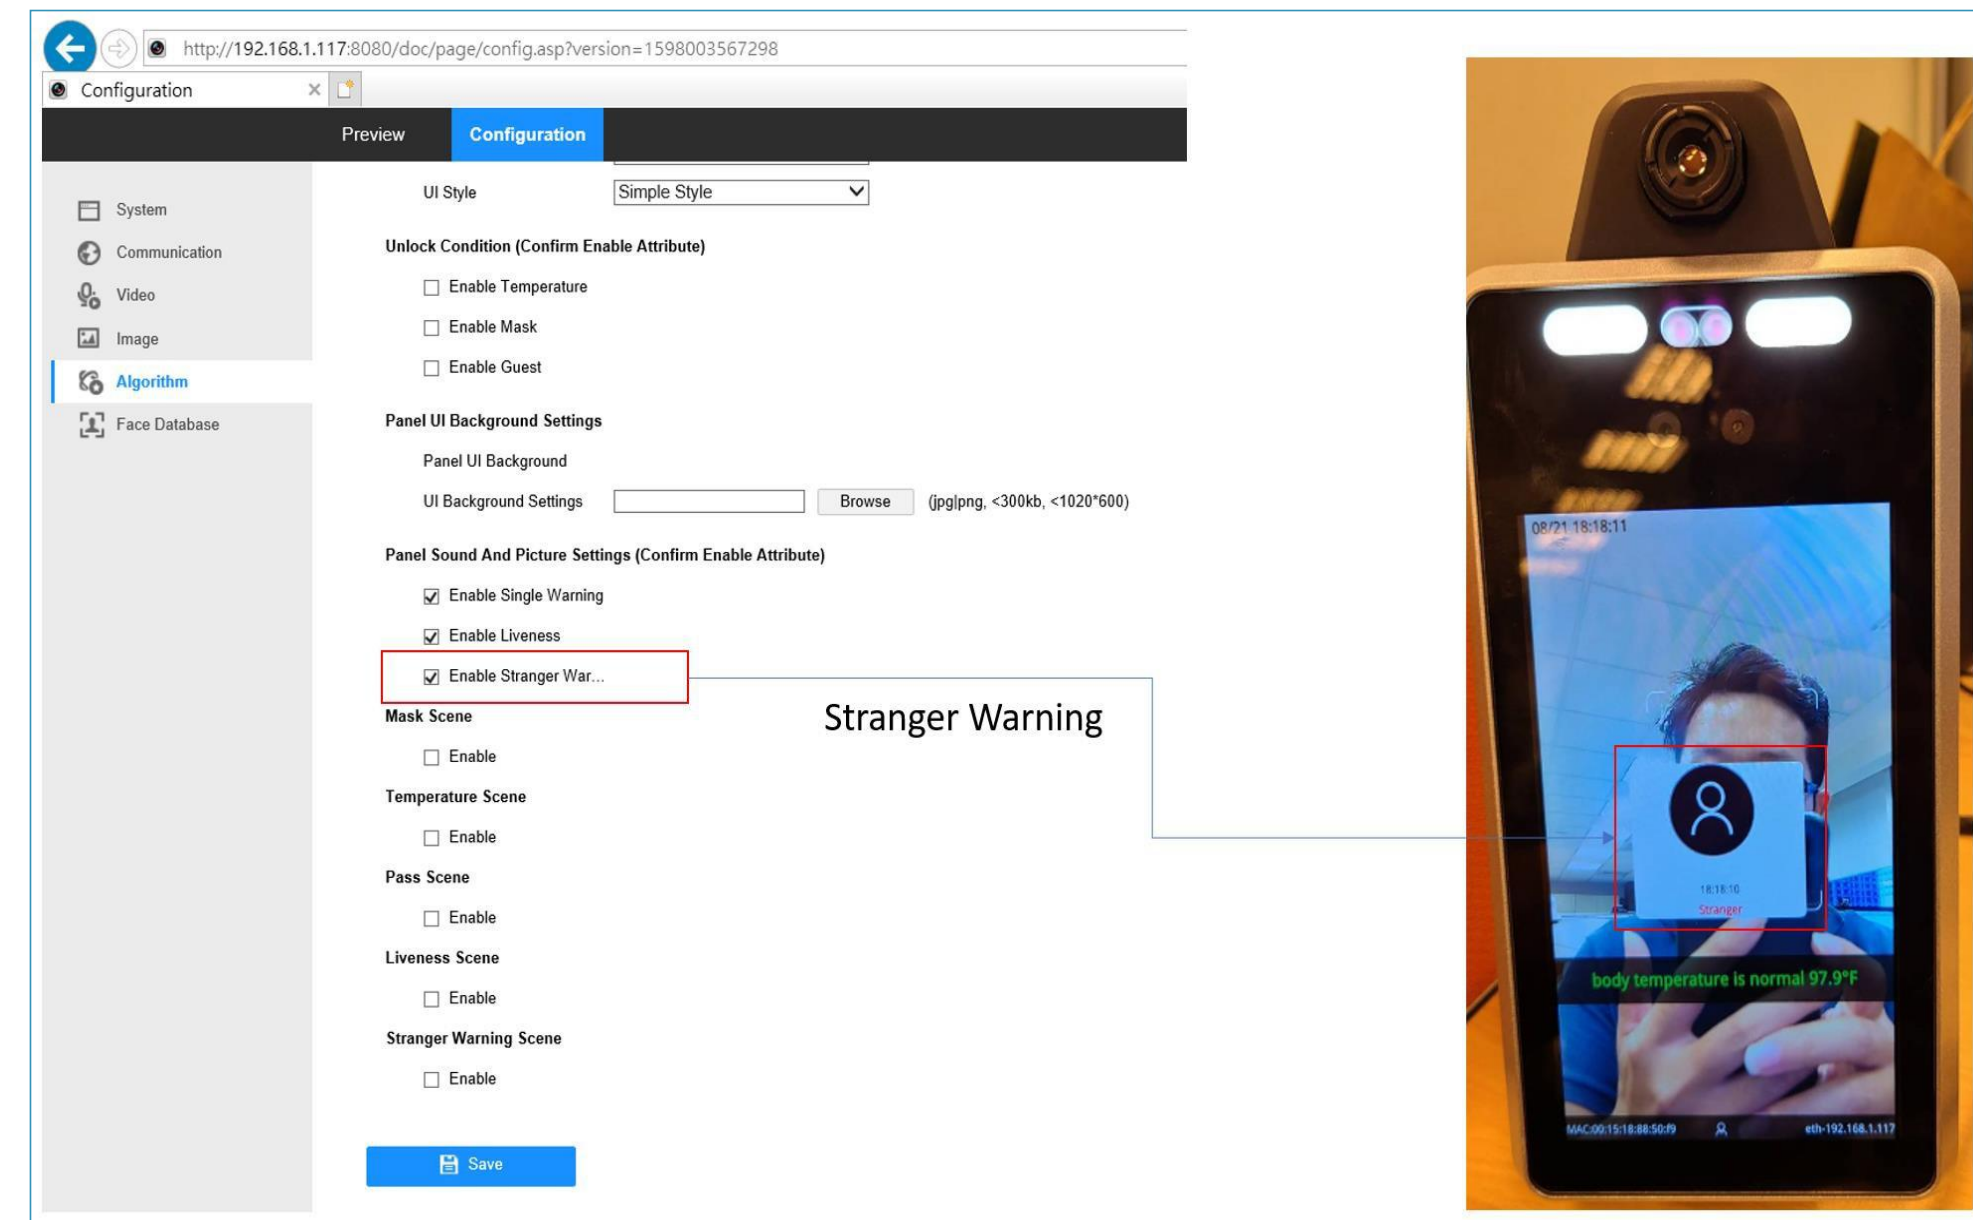 http://192.168.1.117:8080/doc/page/config.asp?version=1598003567298
Configuration
Preview Configuration
System
Communication
Video
Image
Algorithm
Face Database
UI Style Simple Style
Unlock Condition (Confirm Enable Attribute)
Enable Temperature
Enable Mask
Enable Guest
Panel UI Background Settings
Panel UI Background
UI Background Settings Browse (jpg|png, <300kb, <1020*600)
Panel Sound And Picture Settings (Confirm Enable Attribute)
Enable Single Warning
Enable Liveness
Enable Stranger War...
Mask Scene
Enable
Temperature Scene
Enable
Pass Scene
Enable
Liveness Scene
Enable
Stranger Warning Scene
Enable
Save
Stranger Warning
08/21 18:18:11
18:18:10
Stranger
body temperature is normal 97.9°F
MAC:00:15:18:88:50:f9 eth-192.168.1.117